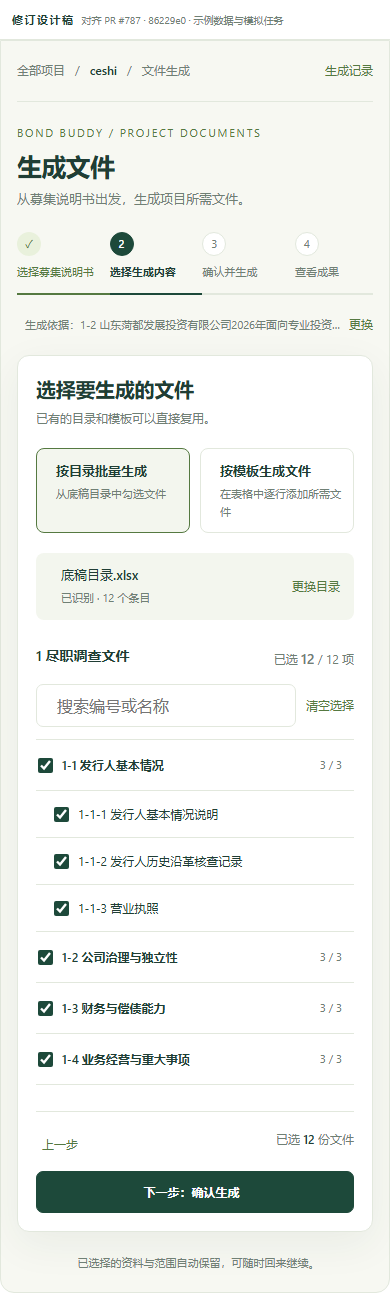 修订设计稿 对齐 PR #787 · 86229e0 · 示例数据与模拟任务
全部项目 / ceshi / 文件生成 生成记录
BOND BUDDY / PROJECT DOCUMENTS
生成文件
从募集说明书出发，生成项目所需文件。
✓ 2 3 4
选择募集说明书 选择生成内容 确认并生成 查看成果
生成依据：1-2 山东菏都发展投资有限公司2026年面向专业投资... 更换
选择要生成的文件
已有的目录和模板可以直接复用。
按目录批量生成
从底稿目录中勾选文件
按模板生成文件
在表格中逐行添加所需文
件
底稿目录.xlsx
已识别 · 12 个条目
更换目录
1 尽职调查文件 已选 12 / 12 项
搜索编号或名称 清空选择
1-1 发行人基本情况 3 / 3
1-1-1 发行人基本情况说明
1-1-2 发行人历史沿革核查记录
1-1-3 营业执照
1-2 公司治理与独立性 3 / 3
1-3 财务与偿债能力 3 / 3
1-4 业务经营与重大事项 3 / 3
上一步 已选 12 份文件
下一步：确认生成
已选择的资料与范围自动保留，可随时回来继续。